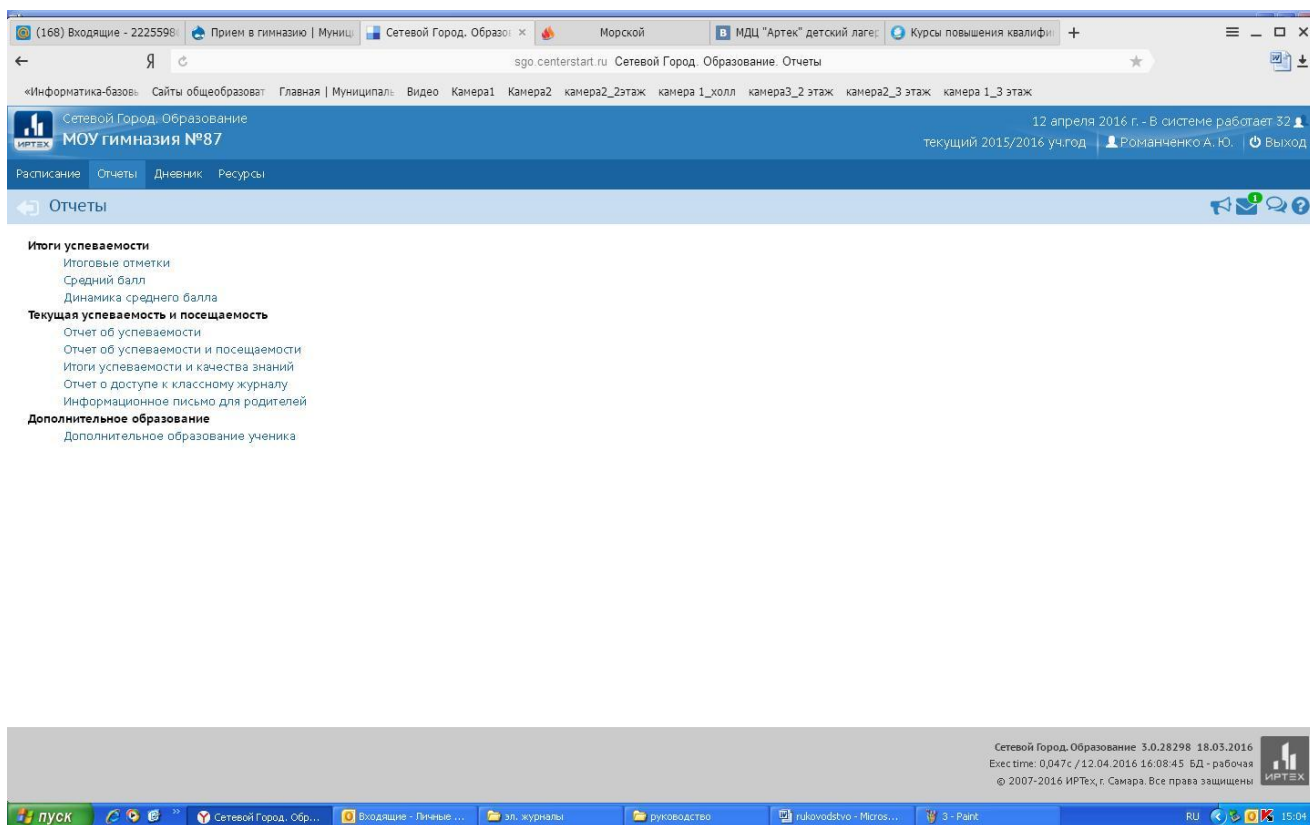 (168) Входящие - 2225598
Прием в гимназию | Муниц
Сетевой Город. Образо
Морской
МДЦ "Артек" детский лагер
Курсы повышения квалифи
Я
sgo.centerstart.ru Сетевой Город. Образование. Отчеты
«Информатика-базовь Сайты общеобразоват Главная | Муниципаль Видео Камера1 Камера2 камера2_2этаж камера 1_холл камера3_2 этаж камера2_3 этаж камера 1_3 этаж
Сетевой Город. Образование
МОУ гимназия №87
ИРТЕХ
12 апреля 2016 г. - В системе работает 32
текущий 2015/2016 уч.год Романченко А. Ю. Выход
Расписание Отчеты Дневник Ресурсы
Отчеты
1
Итоги успеваемости
Итоговые отметки
Средний балл
Динамика среднего балла
Текущая успеваемость и посещаемость
Отчет об успеваемости
Отчет об успеваемости и посещаемости
Итоги успеваемости и качества знаний
Отчет о доступе к классному журналу
Информационное письмо для родителей
Дополнительное образование
Дополнительное образование ученика
Сетевой Город. Образование 3.0.28298 18.03.2016
Exec time: 0,047с / 12.04.2016 16:08:45 БД - рабочая
© 2007-2016 ИРТех, г. Самара. Все права защищены
ИРТЕХ
пуск Сетевой Город. Обр... Входящие - Личные ... эл. журналы руководство rukovodstvo - Micros... 3 - Paint RU 15:04